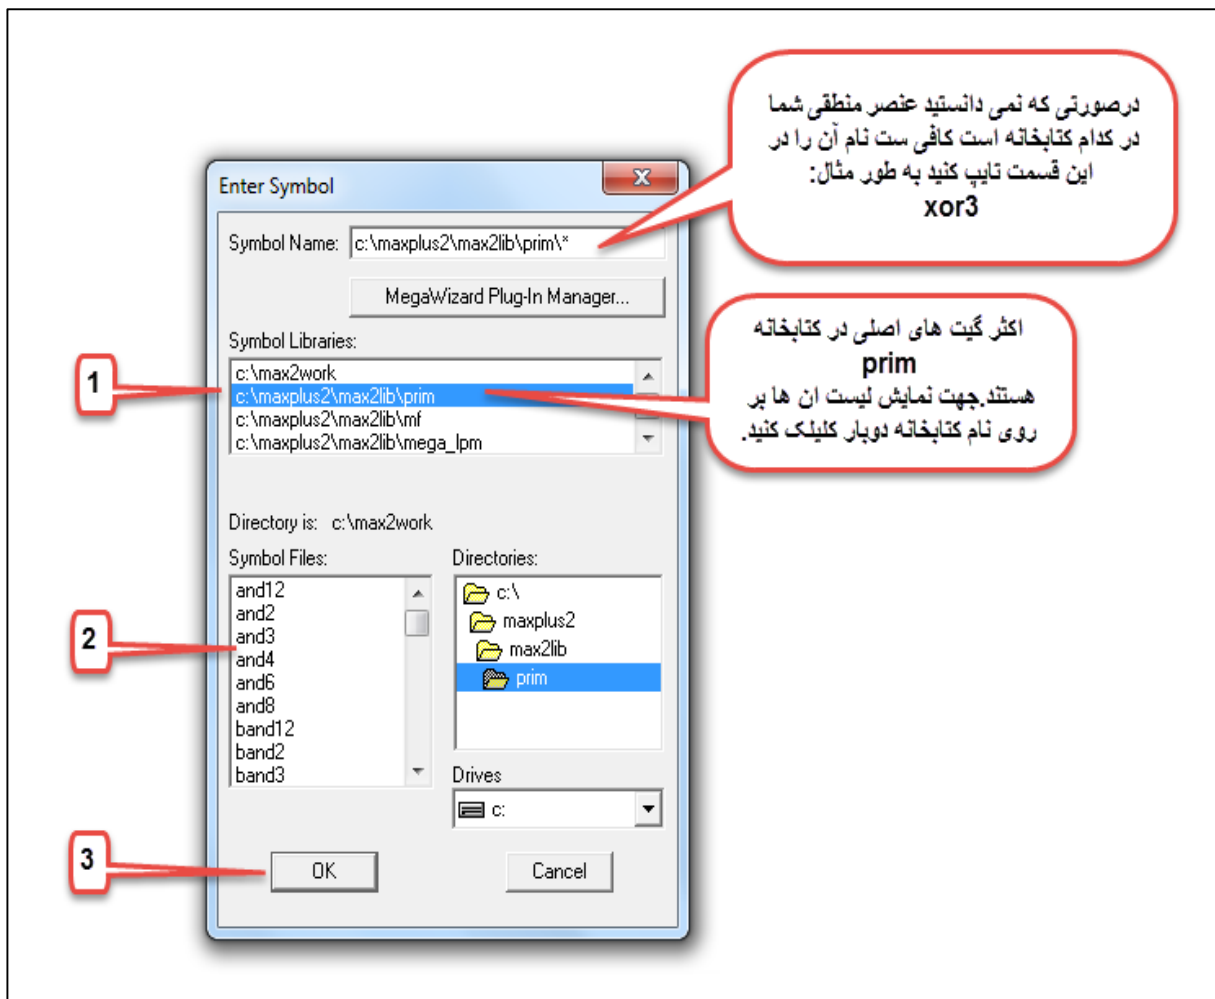 درصورتی که نمی دانستید عنصر منطقی شما
در کدام کتابخانه است کافی ست نام آن را در
این قسمت تایپ کنید به طور مثال:
xor3
Enter Symbol
Symbol Name: c:\maxplus2\max2lib\prim\*
MegaWizard Plug-In Manager...
اکثر گیت های اصلی در کتابخانه
prim
هستند.جهت نمایش لیست ان ها بر
روی نام کتابخانه دوبار کلیلک کنید.
Symbol Libraries:
1
c:\max2work
c:\maxplus2\max2lib\prim
c:\maxplus2\max2lib\mf
c:\maxplus2\max2lib\mega_lpm
Directory is: c:\max2work
Symbol Files:
2
and12
and2
and3
and4
and6
and8
band12
band2
band3
Directories:
c:\
maxplus2
max2lib
prim
Drives
c:
3
OK
Cancel